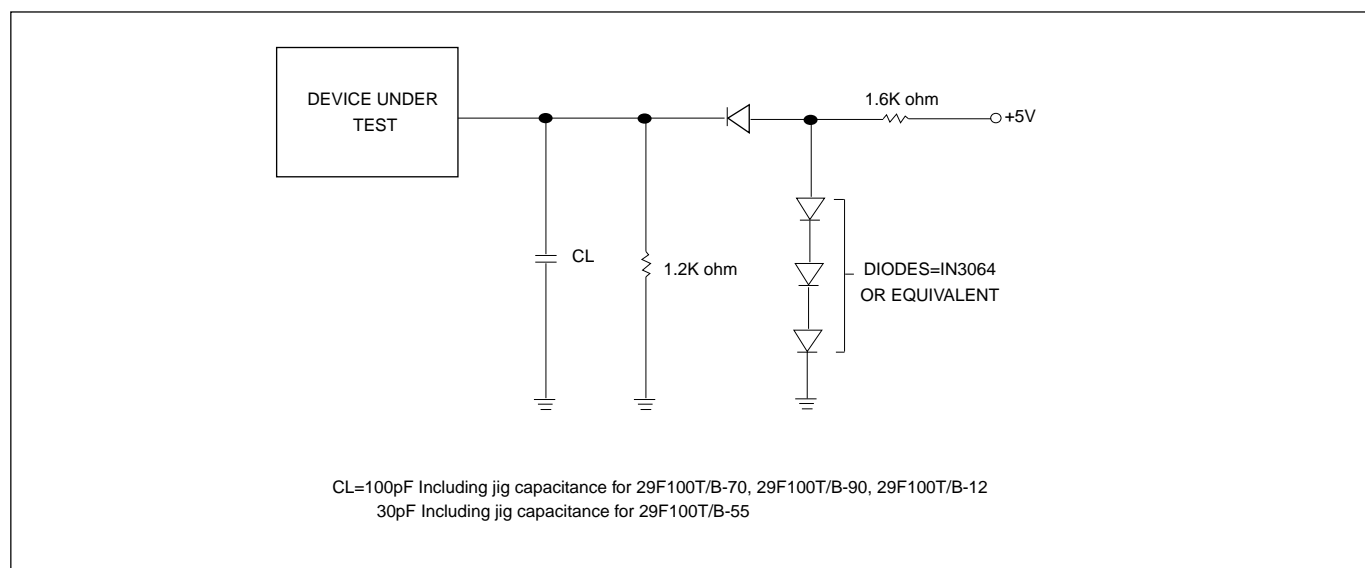 DEVICE UNDER
TEST
1.6K ohm
+5V
CL
1.2K ohm
DIODES=IN3064
OR EQUIVALENT
CL=100pF Including jig capacitance for 29F100T/B-70, 29F100T/B-90, 29F100T/B-12
30pF Including jig capacitance for 29F100T/B-55